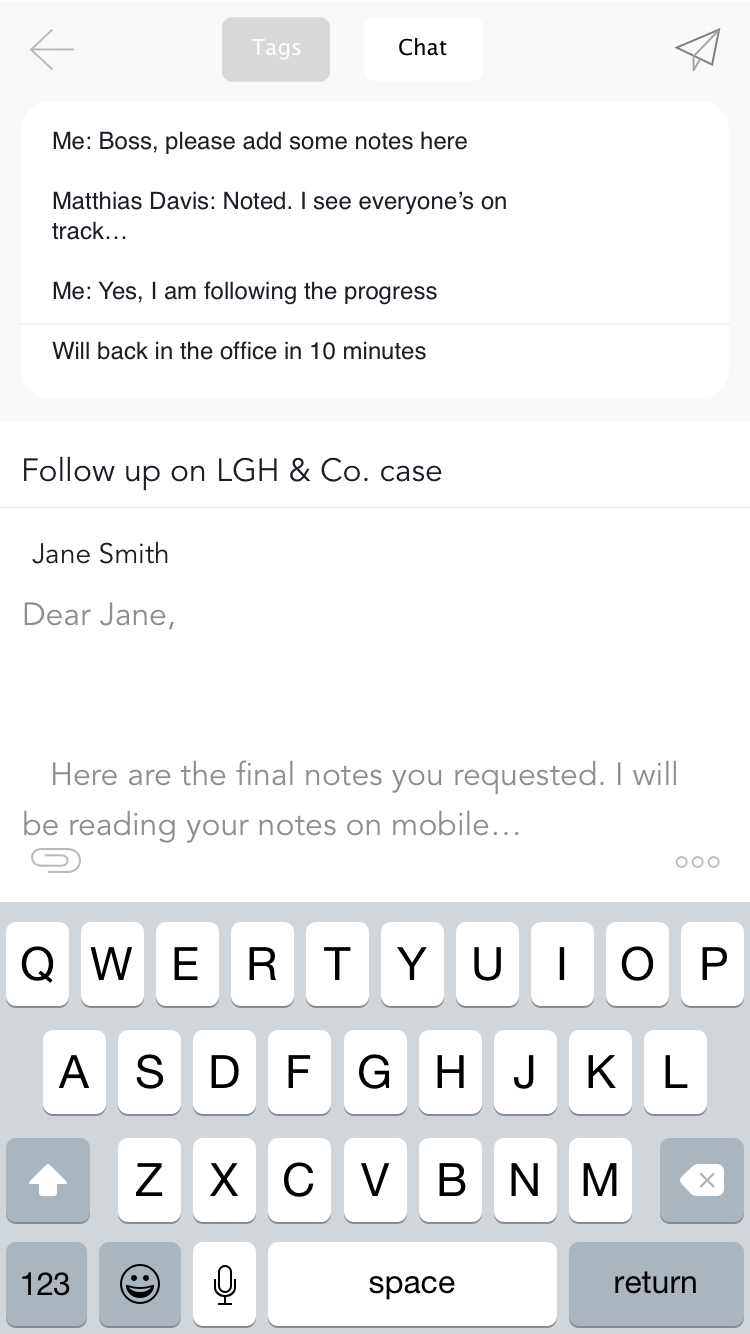 Tags Chat
Me: Boss, please add some notes here
Matthias Davis: Noted. I see everyone’s on
track…
Me: Yes, I am following the progress
Will back in the office in 10 minutes
Follow up on LGH & Co. case
Jane Smith
Dear Jane,
Here are the final notes you requested. I will
be reading your notes on mobile…
Q W E R T Y U I O P
A S D F G H J K L
Z X C V B N M
123 space return